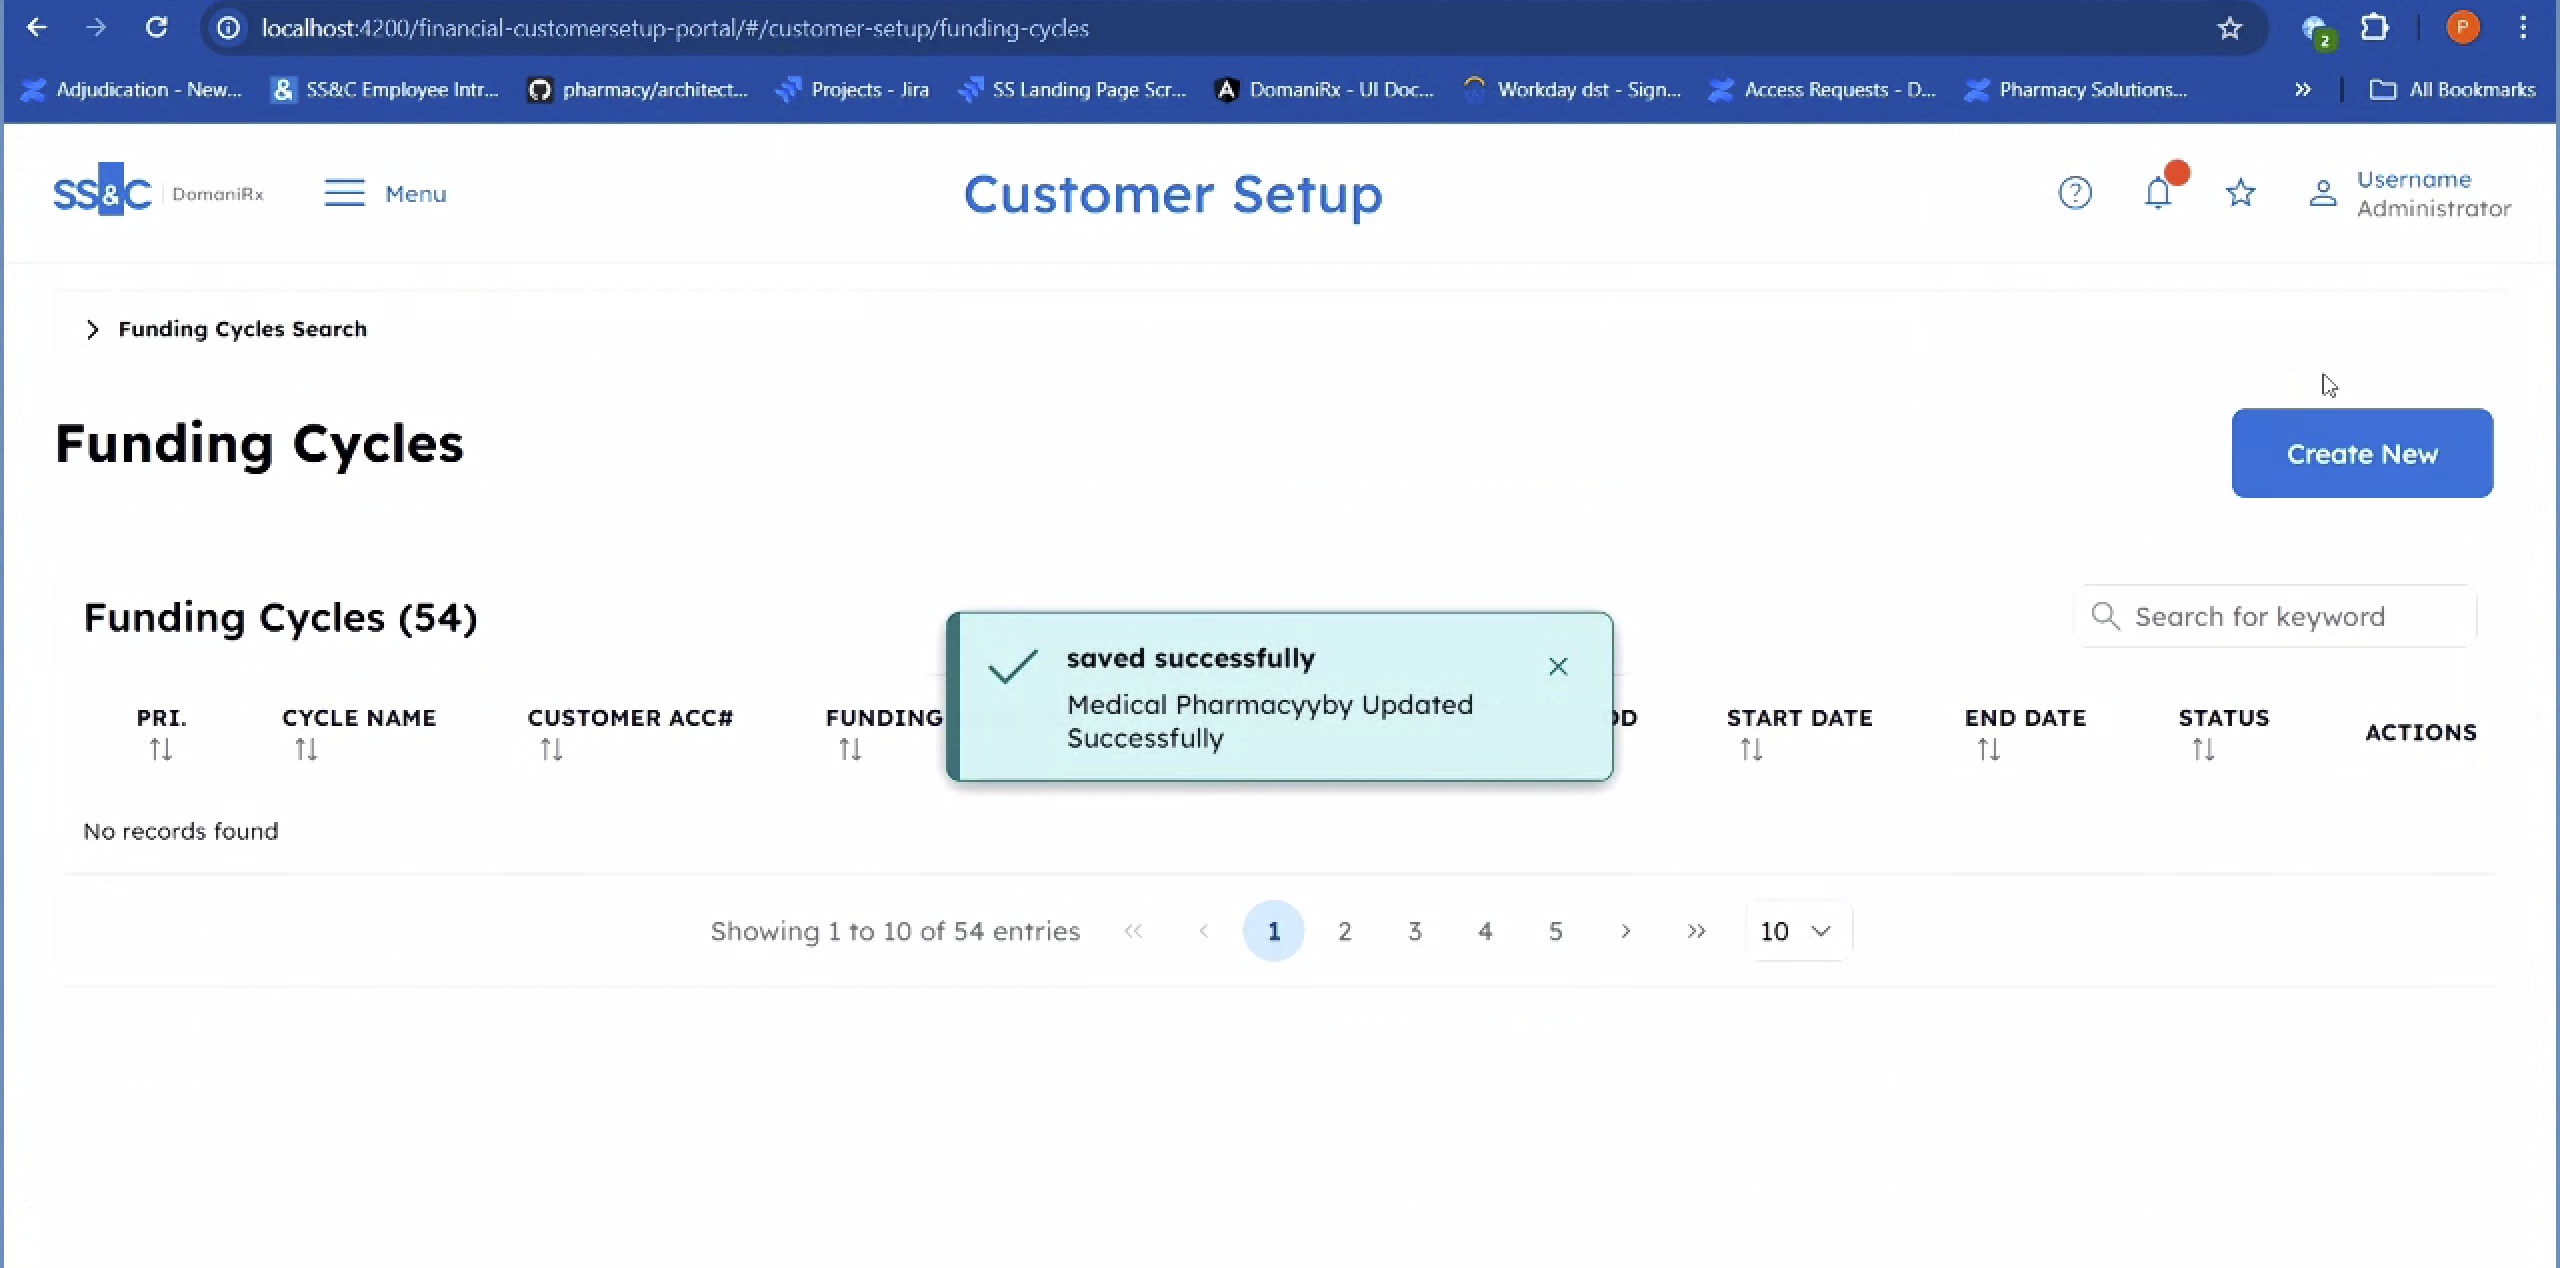 localhost:4200/financial-customersetup-portal/#/customer-setup/funding-cycles
2
P
Adjudication - New... SS&C Employee Intr... pharmacy/architect... Projects - Jira SS Landing Page Scr... DomaniRx - UI Doc... Workday dst - Sign... Access Requests - D... Pharmacy Solutions... All Bookmarks
SS&C DomaniRx Menu Customer Setup Username
Administrator
Funding Cycles Search
Funding Cycles
Create New
Funding Cycles (54)
Search for keyword
saved successfully
Medical Pharmacyyby Updated
Successfully
PRI. CYCLE NAME CUSTOMER ACC# FUNDING OD START DATE END DATE STATUS ACTIONS
No records found
Showing 1 to 10 of 54 entries << < 1 2 3 4 5 > >> 10